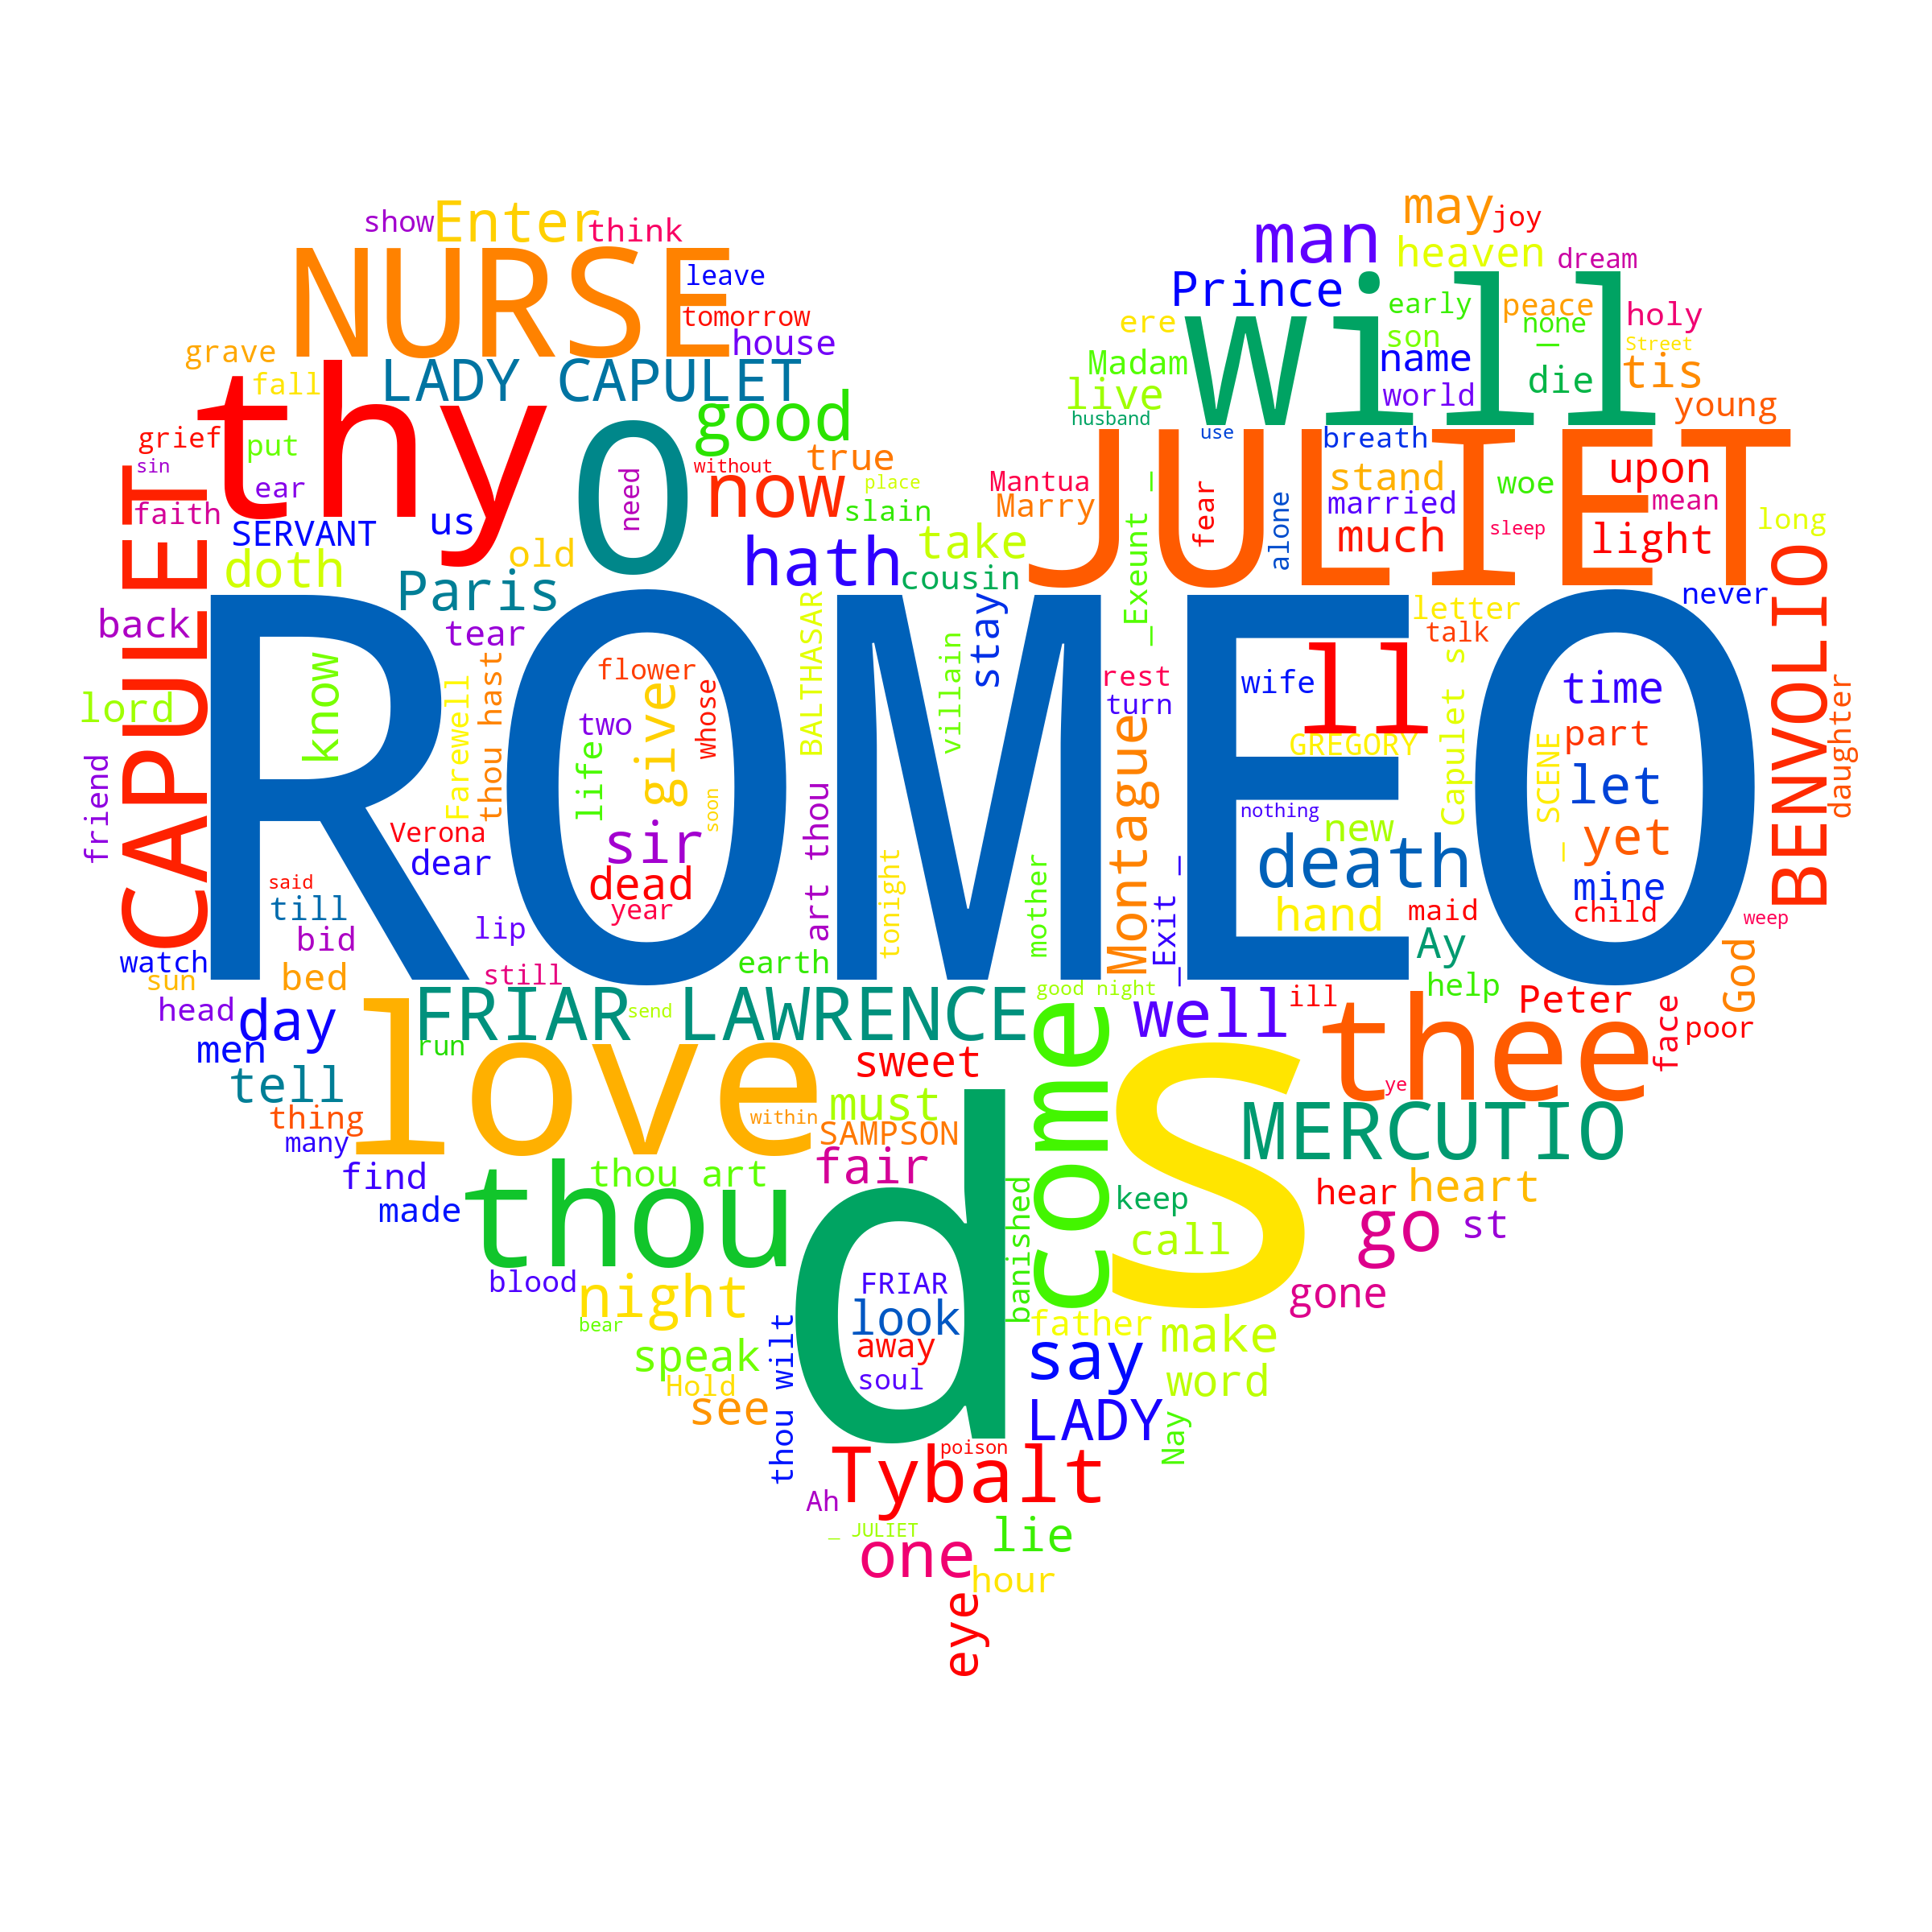 show
Enter
think
NURSE
leave
tomorrow
house
grave
fall
LADY CAPULET
thy
o
need
good
grief
put
sin
ear
faith
SERVANT
us
without
true
now
place
slain
old
doth
Paris
hath
take
cousin
CAPULET
back
tear
man
may
joy
heaven
dream
Prince
will
early
peace
none
_
holy
Street
ere
son
Madam
name
die
tis
live
world
young
husband
use
breath
JULIET
Mantua
Marry
_Exeunt _
fear
alone
stand
married
much
woe
sleep
upon
mean
light
long
never
BENVOLIO
daughter
ROMEO
lord
know
friend
Farewell
thou hast
flower
two
give
whose
life
soon
sir
dead
year
BALTHASAR
villain
stay
rest
turn
letter
talk
wife
ll
GREGORY
Capulet s
SCENE _
time
part
let
yet
mine
child
weep
Verona
dear
art thou
tonight
mother
Montague
_Exit _
nothing
new
death
hand
maid
Ay
help
said
till
bid
lip
watch
sun
bed
still
earth
God
head
day
men
run
FRIAR LAWRENCE
send
good night
come
well
ill
thee
Peter
face
poor
ye
tell
thing
many
love
within
sweet
must
SAMPSON
fair
s
MERCUTIO
find
made
thou art
thou
d
banished
keep
call
hear
heart
go
st
gone
blood
night
bear
FRIAR
look
away
soul
father
make
say
word
speak
Hold
see
thou wilt
LADY
Nay
poison
Tybalt
Ah
_ JULIET
lie
one
hour
eye